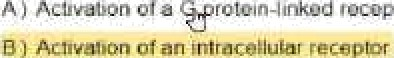 A) Activation of a G protein-linked recep
B) Activation of an intracellular receptor